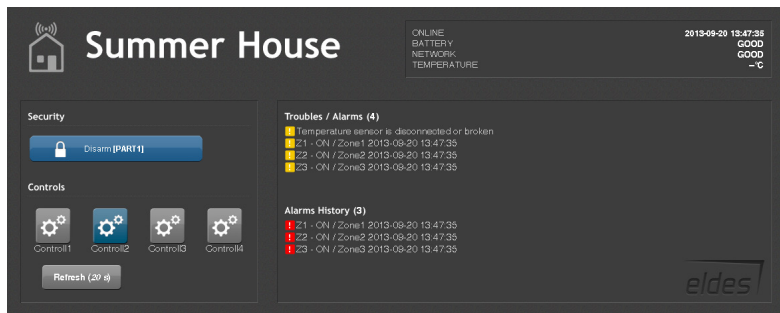 Summer House
ONLINE 2013-09-20 13:47:35
BATTERY GOOD
NETWORK GOOD
TEMPERATURE --°C
Security
Disarm [PART1]
Controls
Controll1 Controll2 Controll3 Controll4
Refresh (20 s)
Troubles / Alarms (4)
! Temperature sensor is disconnected or broken
! Z1 - ON / Zone1 2013-09-20 13:47:35
! Z2 - ON / Zone2 2013-09-20 13:47:35
! Z3 - ON / Zone3 2013-09-20 13:47:35
Alarms History (3)
! Z1 - ON / Zone1 2013-09-20 13:47:35
! Z2 - ON / Zone2 2013-09-20 13:47:35
! Z3 - ON / Zone3 2013-09-20 13:47:35
eldes